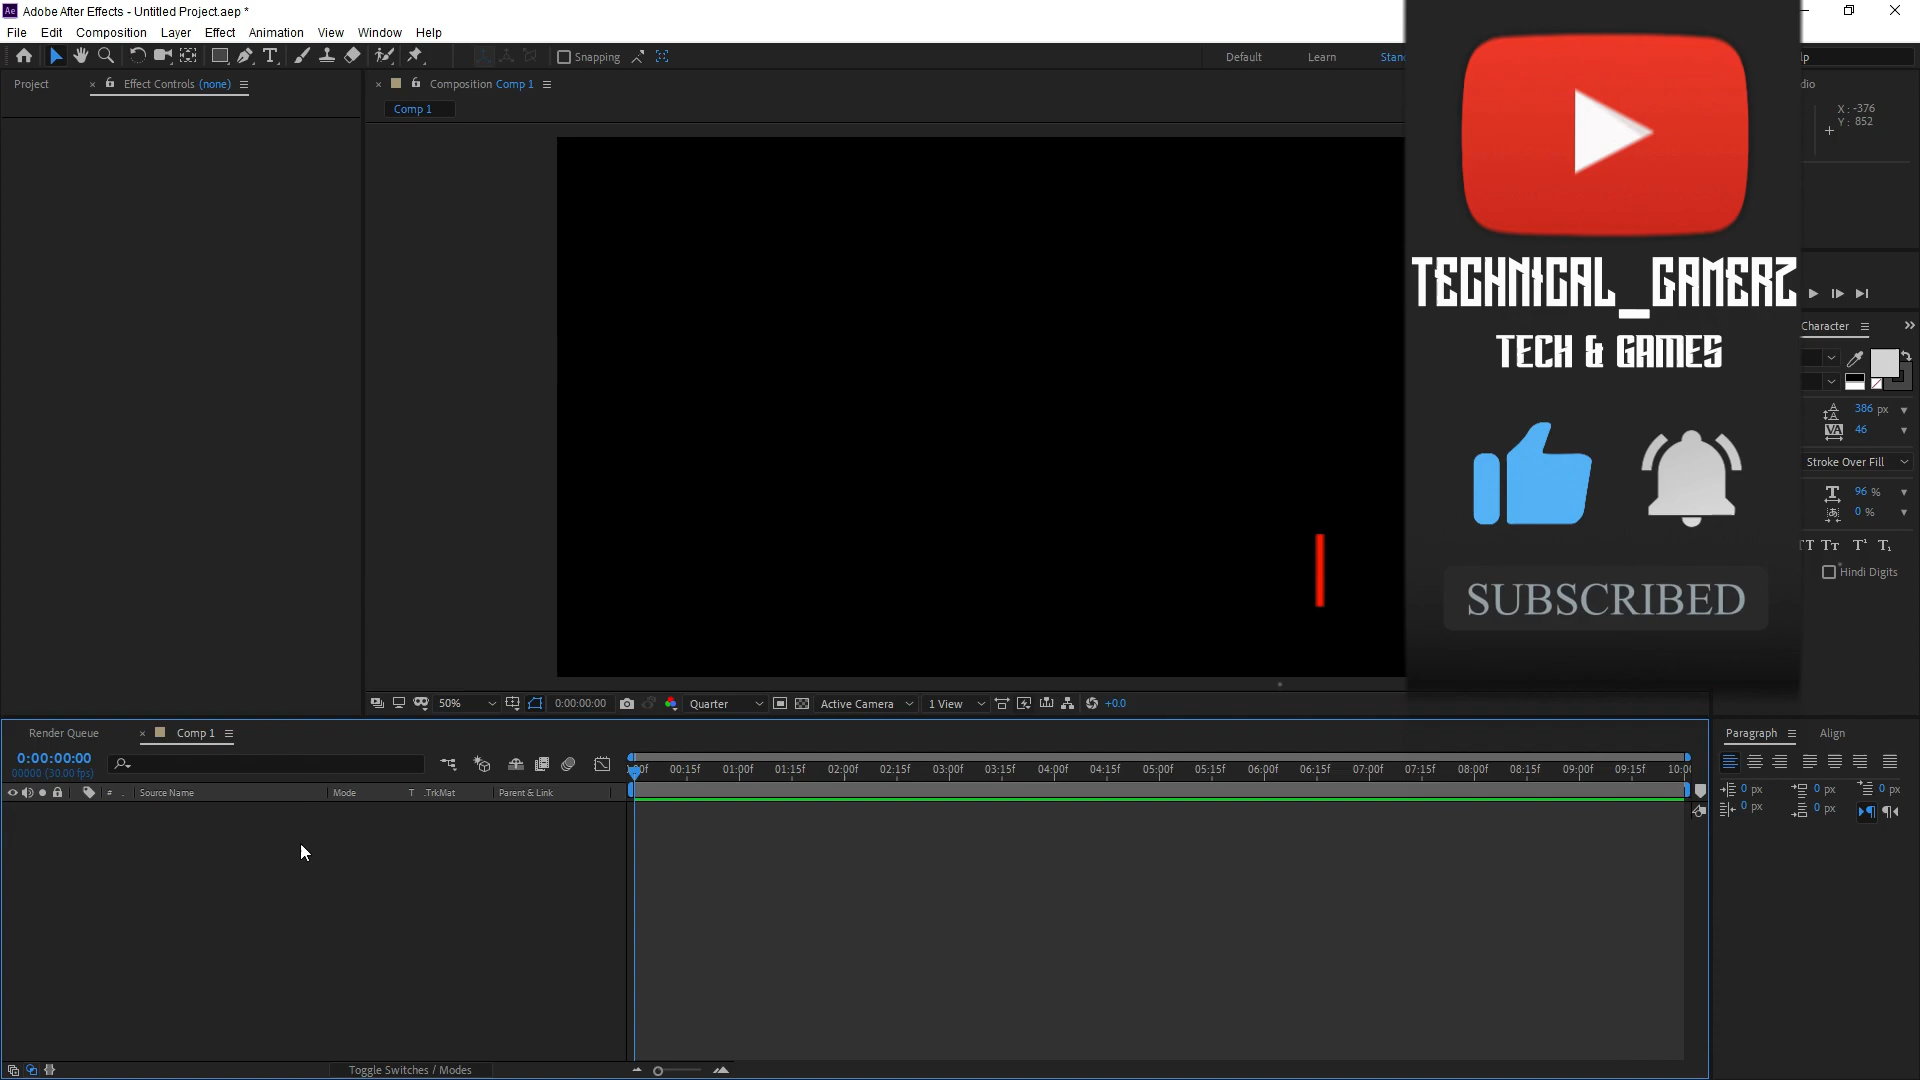 Adobe After Effects - Untitled Project.aep *
File Edit Composition Layer Effect Animation View Window Help
Snapping
Default Learn Stan
lp
Project
Effect Controls (none)
Composition Comp 1
dio
Comp 1
X : -376
Y : 852
TECHNICAL_GAMERZ
TECH & GAMES
Character
386 px
46
Stroke Over Fill
96 %
0 %
Hindi Digits
SUBSCRIBED
50%
0:00:00:00
Quarter
Active Camera
1 View
+0.0
Render Queue
Comp 1
Paragraph
Align
0:00:00:00
00000 (30.00 fps)
00:15f 01:00f 01:15f 02:00f 02:15f 03:00f 03:15f 04:00f 04:15f 05:00f 05:15f 06:00f 06:15f 07:00f 07:15f 08:00f 08:15f 09:00f 09:15f 10:0
# Source Name Mode T .TrkMat Parent & Link
0 px 0 px 0 px
0 px 0 px
Toggle Switches / Modes